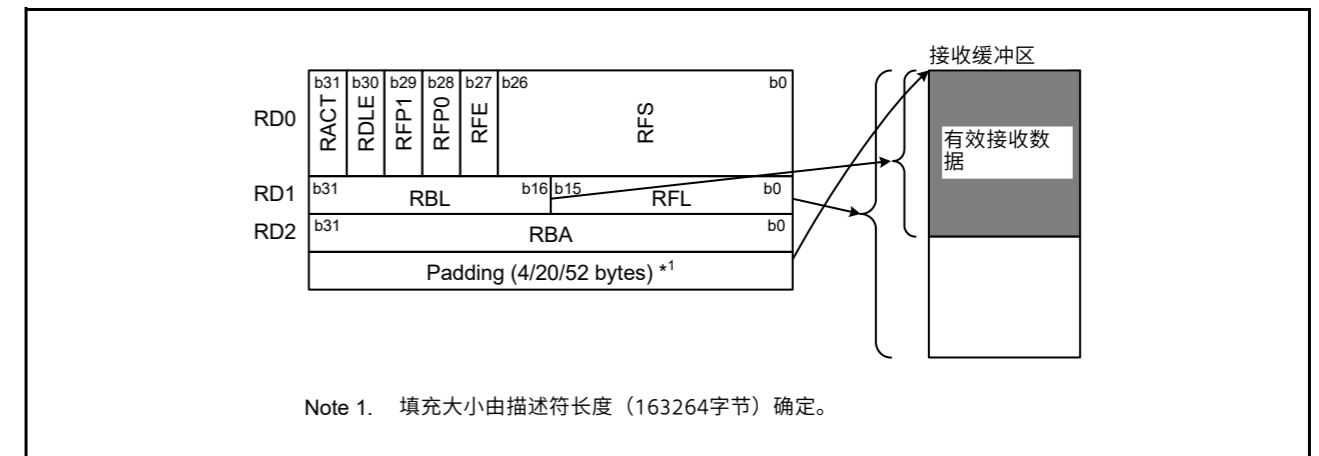 接收缓冲区
b31 b30 b29 b28 b27 b26 b0
RD0 RACT RDLE RFP1 RFP0 RFE RFS
有效接收数
据
RD1 b31 RBL b16 b15 RFL b0
RD2 b31 RBA b0
Padding (4/20/52 bytes) *1
Note 1. 填充大小由描述符长度（163264字节）确定。